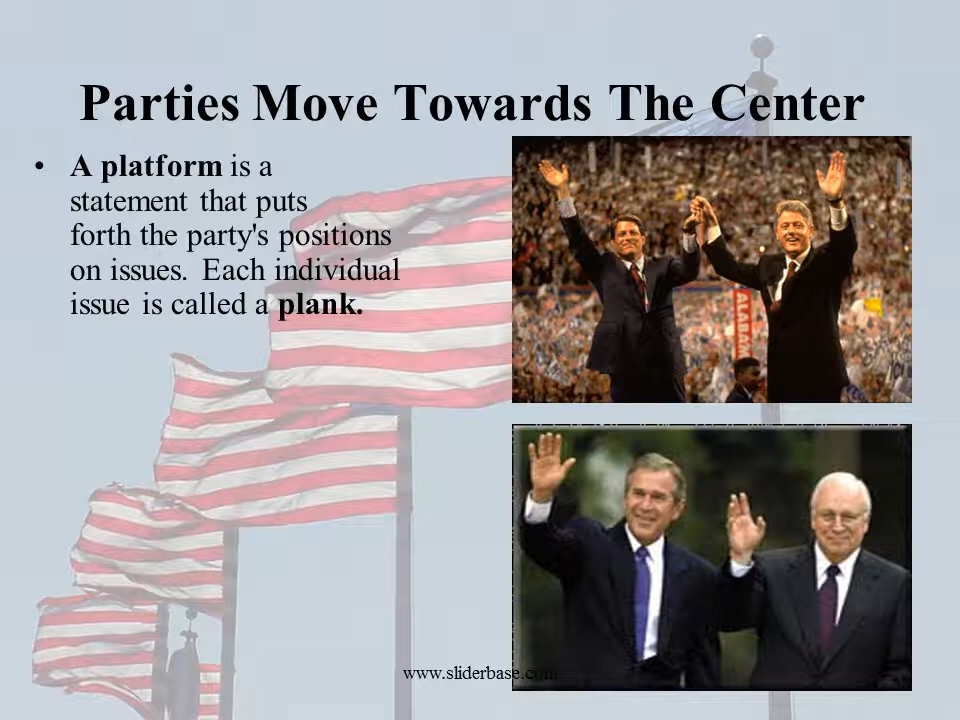 Parties Move Towards The Center
• A platform is a
statement that puts
forth the party's positions
on issues. Each individual
issue is called a plank.
ALABAMA
www.sliderbase.com